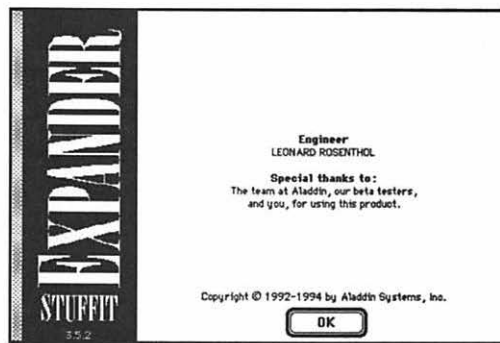 EXPANDER
STUFFIT
3.5.2
Engineer
LEONARD ROSENTHOL
Special thanks to:
The team at Aladdin, our beta testers,
and you, for using this product.
Copyright © 1992-1994 by Aladdin Systems, Inc.
OK